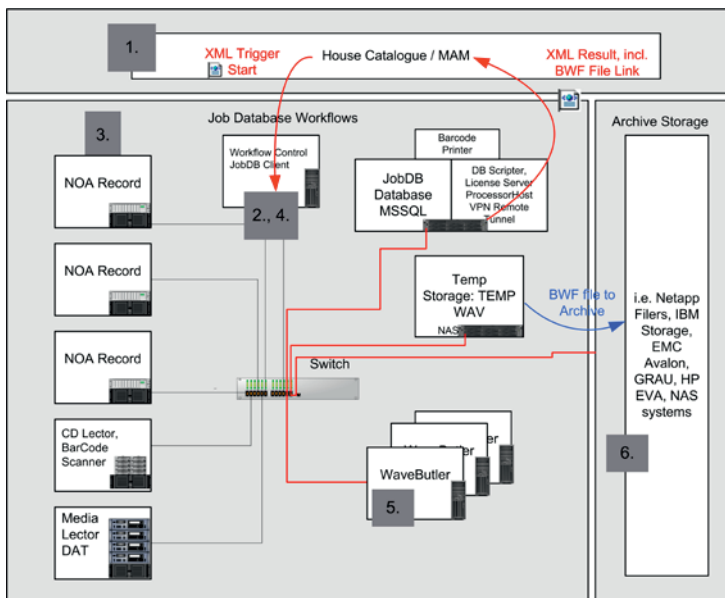 1.
XML Trigger
Start
House Catalogue / MAM
XML Result, incl.
BWF File Link
Job Database Workflows
3.
NOA Record
NOA Record
NOA Record
CD Lector,
BarCode
Scanner
Media
Lector
DAT
Workflow Control
JobDB Client
2., 4.
Barcode
Printer
JobDB
Database
MSSQL
DB Scripter,
License Server
ProcessorHost
VPN Remote
Tunnel
Temp
Storage: TEMP
WAV
NAS
BWF file to
Archive
Switch
WaveButler
5.
Archive Storage
i.e. Netapp
Filers, IBM
Storage,
EMC
Avalon,
GRAU, HP
EVA, NAS
systems
6.